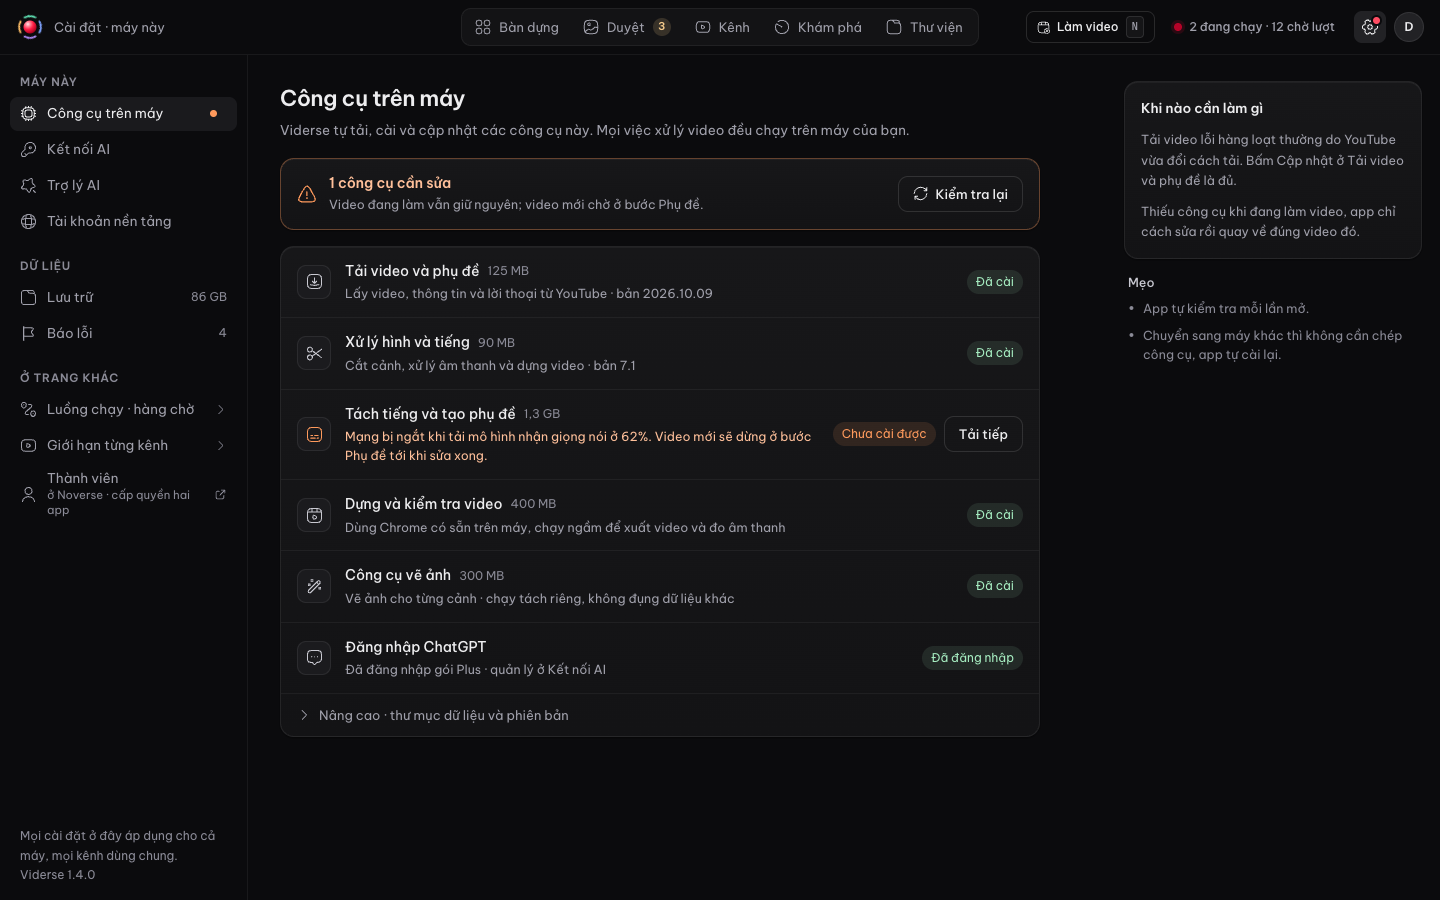 Cài đặt · máy này
Bàn dựng
Duyệt 3
Kênh
Khám phá
Thư viện
Làm video N
2 đang chạy · 12 chờ lượt
D
MÁY NÀY
Công cụ trên máy
Kết nối AI
Trợ lý AI
Tài khoản nền tảng
DỮ LIỆU
Lưu trữ 86 GB
Báo lỗi 4
Ở TRANG KHÁC
Luồng chạy · hàng chờ
Giới hạn từng kênh
Thành viên
ở Noverse · cấp quyền hai
app
Mọi cài đặt ở đây áp dụng cho cả
máy, mọi kênh dùng chung.
Viderse 1.4.0
Công cụ trên máy
Viderse tự tải, cài và cập nhật các công cụ này. Mọi việc xử lý video đều chạy trên máy của bạn.
1 công cụ cần sửa
Video đang làm vẫn giữ nguyên; video mới chờ ở bước Phụ đề.
Kiểm tra lại
Tải video và phụ đề 125 MB
Lấy video, thông tin và lời thoại từ YouTube · bản 2026.10.09
Đã cài
Xử lý hình và tiếng 90 MB
Cắt cảnh, xử lý âm thanh và dựng video · bản 7.1
Đã cài
Tách tiếng và tạo phụ đề 1,3 GB
Mạng bị ngắt khi tải mô hình nhận giọng nói ở 62%. Video mới sẽ dừng ở bước
Phụ đề tới khi sửa xong.
Chưa cài được
Tải tiếp
Dựng và kiểm tra video 400 MB
Dùng Chrome có sẵn trên máy, chạy ngầm để xuất video và đo âm thanh
Đã cài
Công cụ vẽ ảnh 300 MB
Vẽ ảnh cho từng cảnh · chạy tách riêng, không đụng dữ liệu khác
Đã cài
Đăng nhập ChatGPT
Đã đăng nhập gói Plus · quản lý ở Kết nối AI
Đã đăng nhập
Nâng cao · thư mục dữ liệu và phiên bản
Khi nào cần làm gì
Tải video lỗi hàng loạt thường do YouTube
vừa đổi cách tải. Bấm Cập nhật ở Tải video
và phụ đề là đủ.
Thiếu công cụ khi đang làm video, app chỉ
cách sửa rồi quay về đúng video đó.
Mẹo
• App tự kiểm tra mỗi lần mở.
• Chuyển sang máy khác thì không cần chép
công cụ, app tự cài lại.